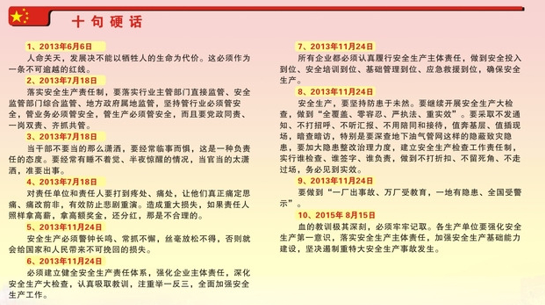 十句硬话
1、2013年6月6日
人命关天，发展决不能以牺牲人的生命为代价。这必须作为
一条不可逾越的红线。
2、2013年7月18日
落实安全生产责任制，要落实行业主管部门直接监管、安全
监管部门综合监管、地方政府属地监管，坚持管行业必须管安
全，管业务必须管安全，管生产必须管安全，而且要党政同责、
一岗双责、齐抓共管。
3、2013年7月18日
当干部不要当的那么潇洒，要经常临事而惧，这是一种负责
任的态度。要经常有睡不着觉、半夜惊醒的情况，当官当的太潇
洒，准要出事。
4、2013年7月18日
对责任单位和责任人要打到疼处、痛处，让他们真正痛定思
痛、痛改前非，有效防止悲剧重演。造成重大损失，如果责任人
照样拿高薪，拿高额奖金，还分红，那是不合理的。
5、2013年11月24日
安全生产必须警钟长鸣、常抓不懈，丝毫放松不得，否则就
会给国家和人民带来不可挽回的损失。
6、2013年11月24日
必须建立健全安全生产责任体系，强化企业主体责任，深化
安全生产大检查，认真吸取教训，注重举一反三，全面加强安全
生产工作。
7、2013年11月24日
所有企业都必须认真履行安全生产主体责任，做到安全投入
到位、安全培训到位、基础管理到位、应急救援到位，确保安全
生产。
8、2013年11月24日
安全生产，要坚持防患于未然。要继续开展安全生产大检
查，做到“全覆盖、零容忍、严执法、重实效”。要采取不发通
知、不打招呼、不听汇报、不用陪同和接待，直奔基层、直插现
场，暗查暗访，特别是要深查地下油气管网这样的隐蔽致灾隐
患。要加大隐患整改治理力度，建立安全生产检查工作责任制，
实行谁检查、谁签字、谁负责，做到不打折扣、不留死角、不走
过场，务必见到实效。
9、2013年11月24日
要做到“一厂出事故、万厂受教育，一地有隐患、全国受警
示”。
10、2015年 8月15日
血的教训极其深刻，必须牢牢记取。各生产单位要强化安全
生产第一意识，落实安全生产主体责任，加强安全生产基础能力
建设，坚决遏制重特大安全生产事故发生。